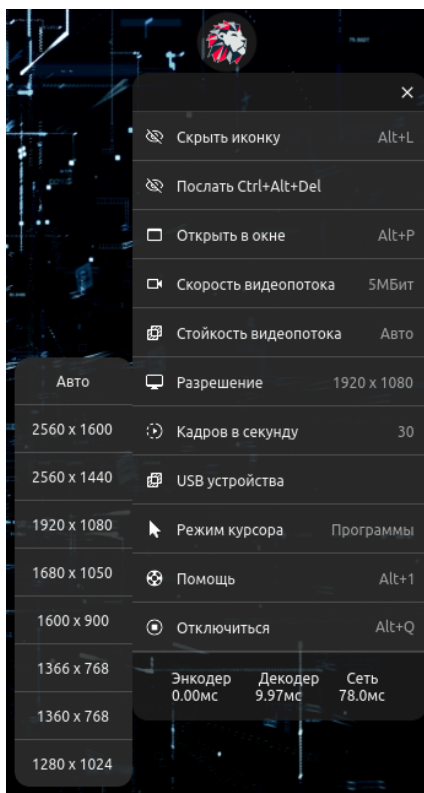 Скрыть иконку Alt+L
Послать Ctrl+Alt+Del
Открыть в окне Alt+P
Скорость видеопотока 5МБит
Стойкость видеопотока Авто
Разрешение 1920 x 1080
Кадров в секунду 30
USB устройства
Режим курсора Программы
Помощь Alt+1
Отключиться Alt+Q
Энкодер Декодер Сеть
0.00мс 9.97мс 78.0мс
Авто
2560 x 1600
2560 x 1440
1920 x 1080
1680 x 1050
1600 x 900
1366 x 768
1360 x 768
1280 x 1024